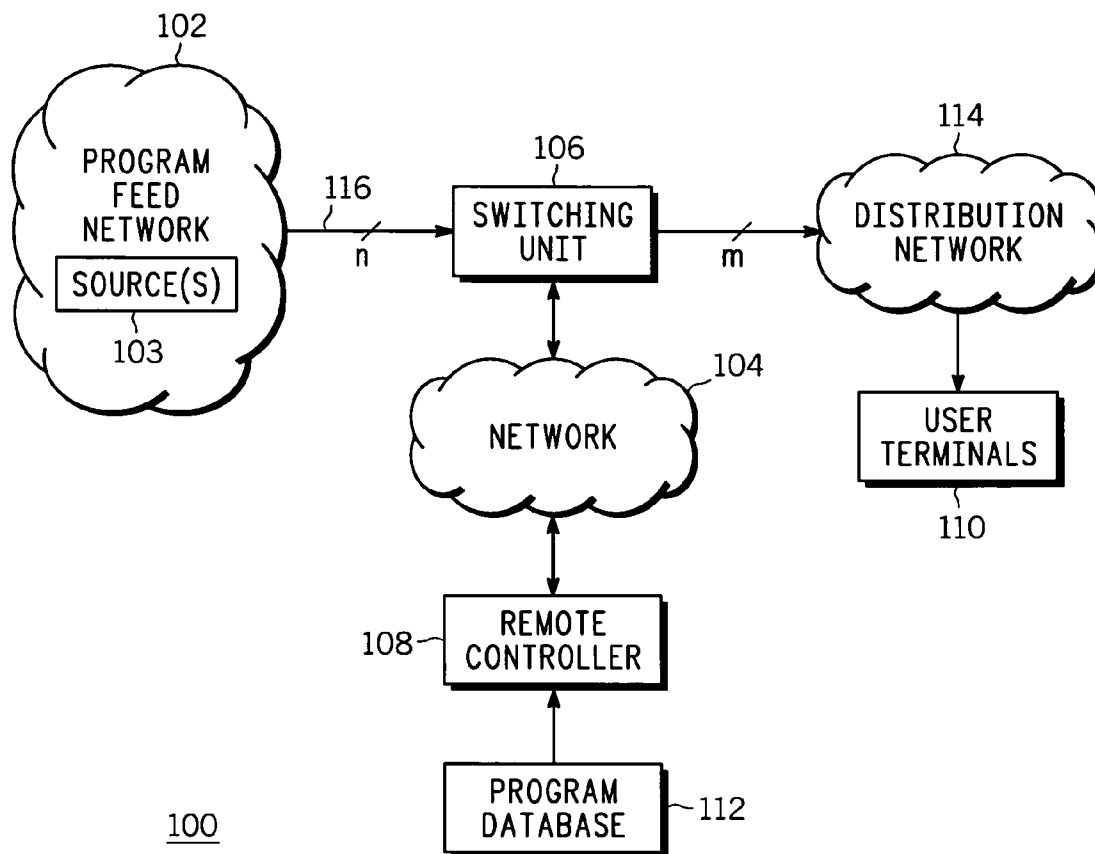 102
PROGRAM
FEED
NETWORK
SOURCE(S)
103
116
n
106
SWITCHING
UNIT
m
114
DISTRIBUTION
NETWORK
104
NETWORK
USER
TERMINALS
110
108
REMOTE
CONTROLLER
PROGRAM
DATABASE
112
100